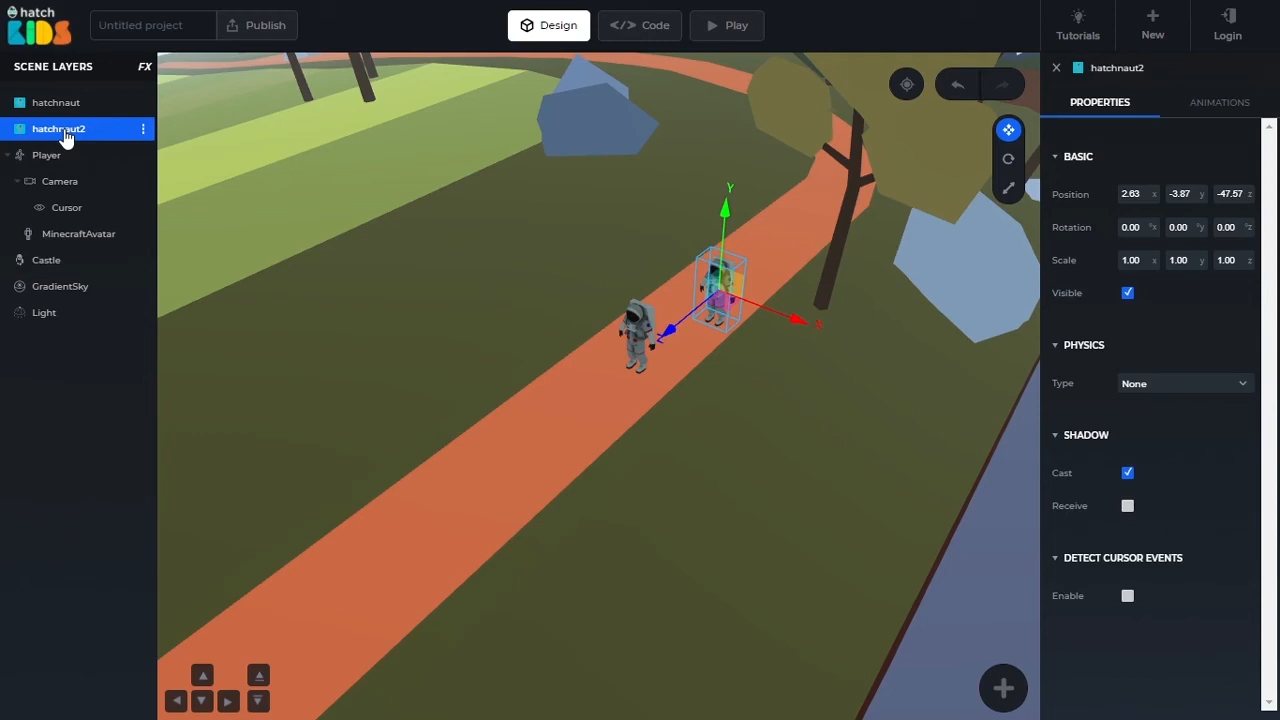 hatch
KIDS
Untitled project
Publish
Design
</> Code
Play
Tutorials
New
Login
SCENE LAYERS
FX
hatchnaut
hatchnaut2
Player
Camera
Cursor
MinecraftAvatar
Castle
GradientSky
Light
Y
X
Z
hatchnaut2
PROPERTIES
ANIMATIONS
BASIC
Position 2.63 x -3.87 y -47.57 z
Rotation 0.00 °x 0.00 °y 0.00 °z
Scale 1.00 x 1.00 y 1.00 z
Visible
PHYSICS
Type None
SHADOW
Cast
Receive
DETECT CURSOR EVENTS
Enable